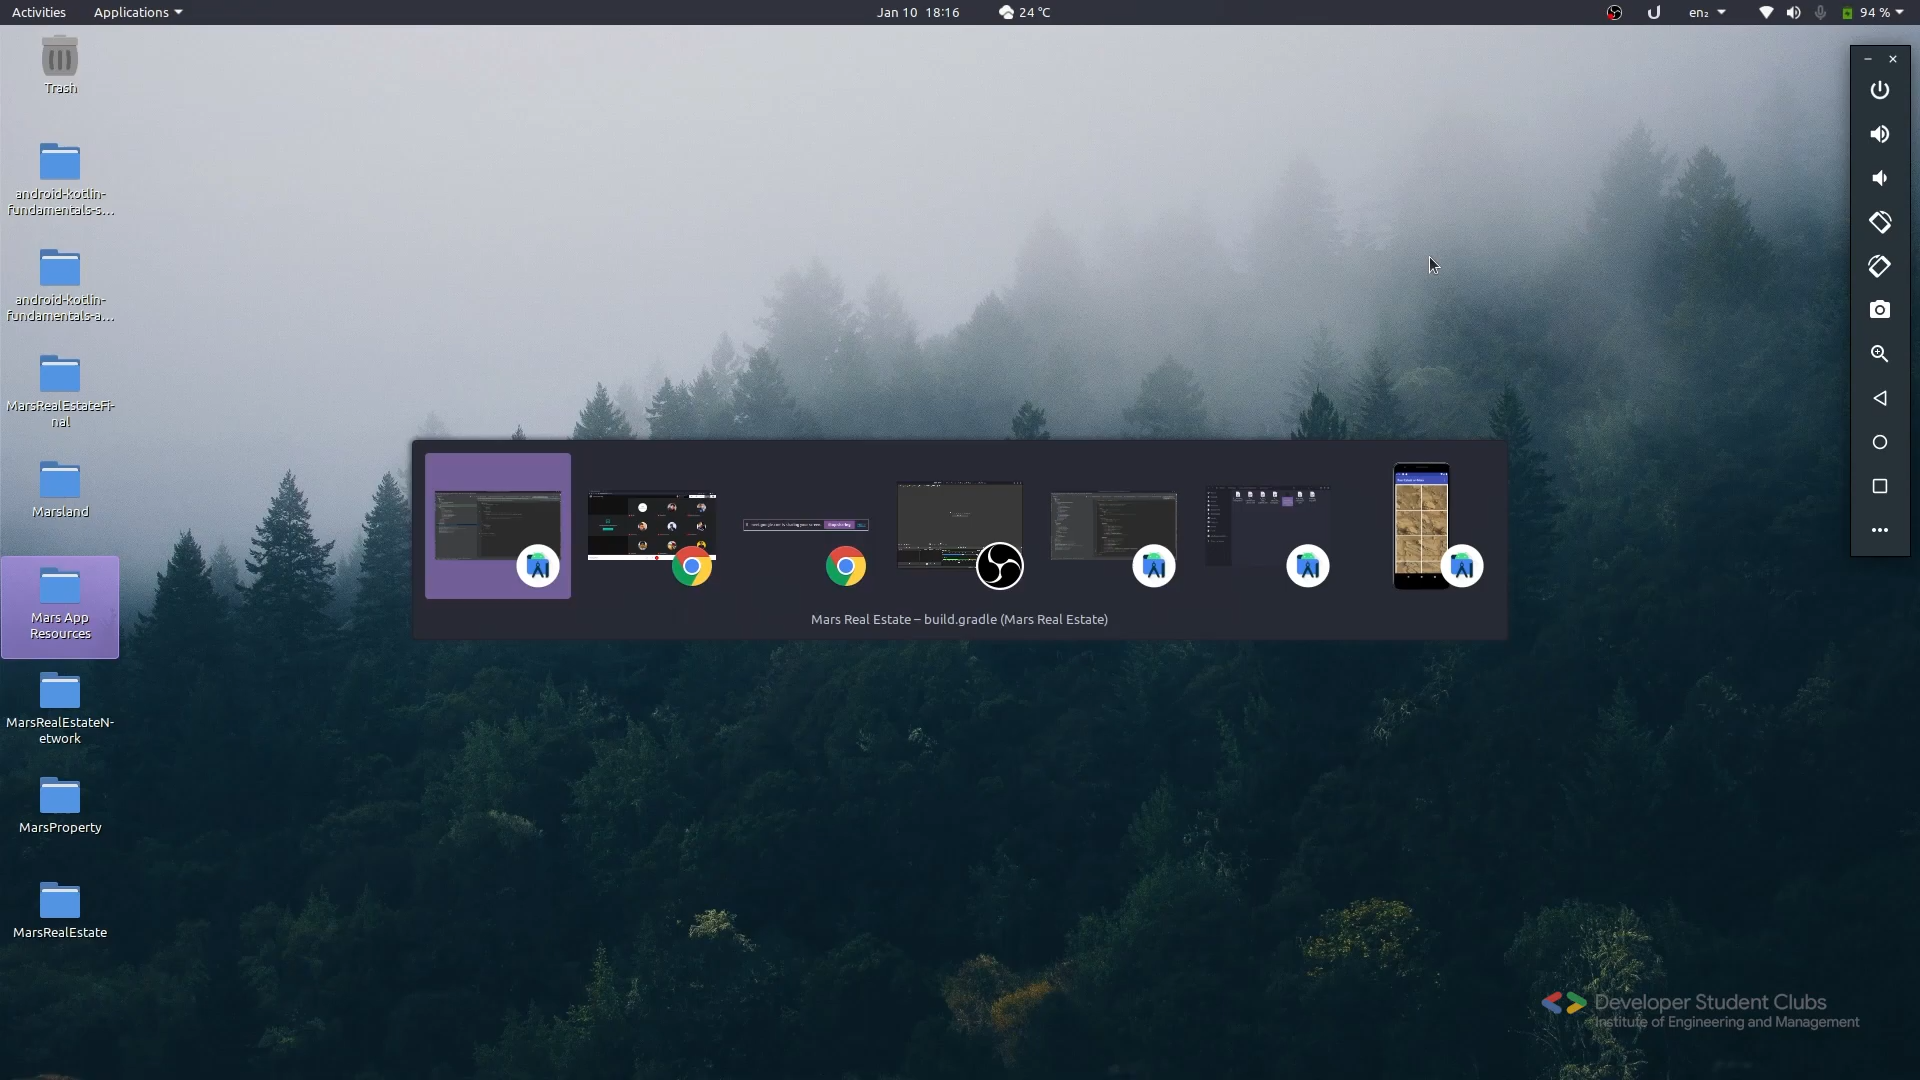 Activities
Applications
Jan 10 18:16
24 °C
en₂
94 %
Trash
android-kotlin-
fundamentals-s...
android-kotlin-
fundamentals-a...
MarsRealEstateFi-
nal
Marsland
Mars App
Resources
MarsRealEstateN-
etwork
MarsProperty
MarsRealEstate
Mars Real Estate – build.gradle (Mars Real Estate)
Developer Student Clubs
Institute of Engineering and Management